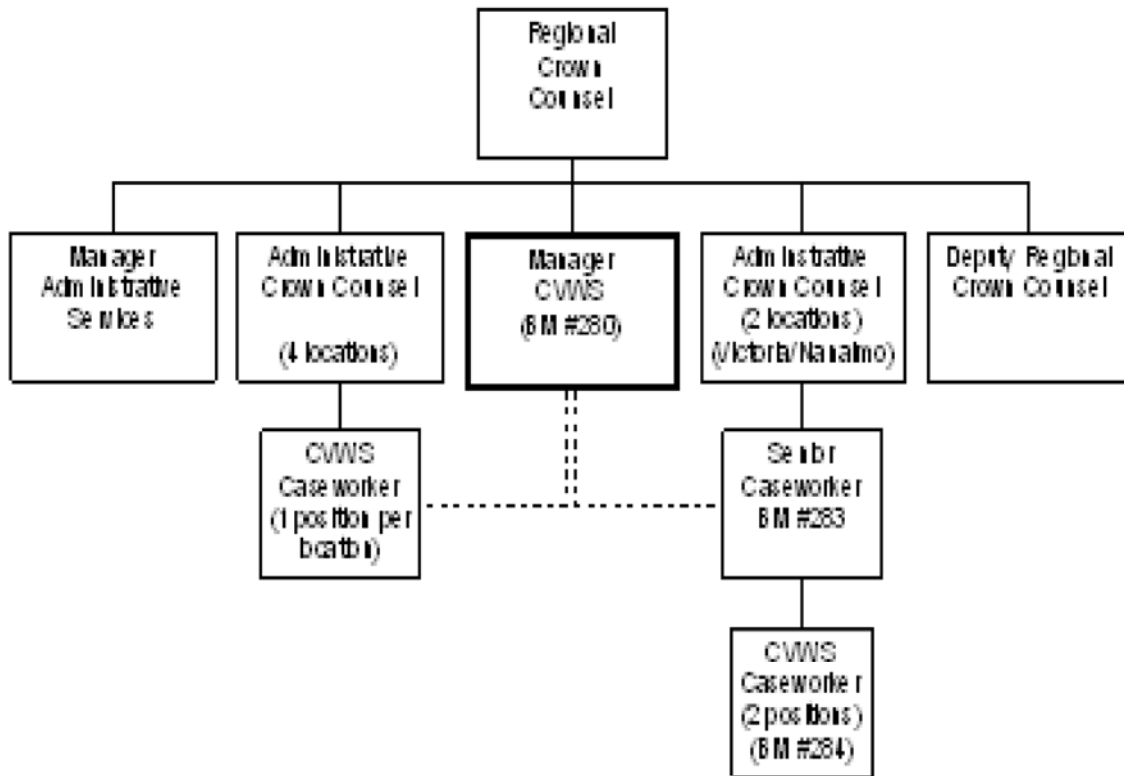 Regional
Crown
Counsel
Manager
Administrative
Services
Administrative
Crown Counsel
(4 locations)
Manager
CVWS
(BM #280)
Adminstrative
Crown Counsel
(2 locations)
(Victoria/Nanaimo)
Deputy Regional
Crown Counsel
CVWS
Caseworker
(1 position per
location)
Senior
Caseworker
BM #283
CVWS
Caseworker
(2 positions)
(BM #284)